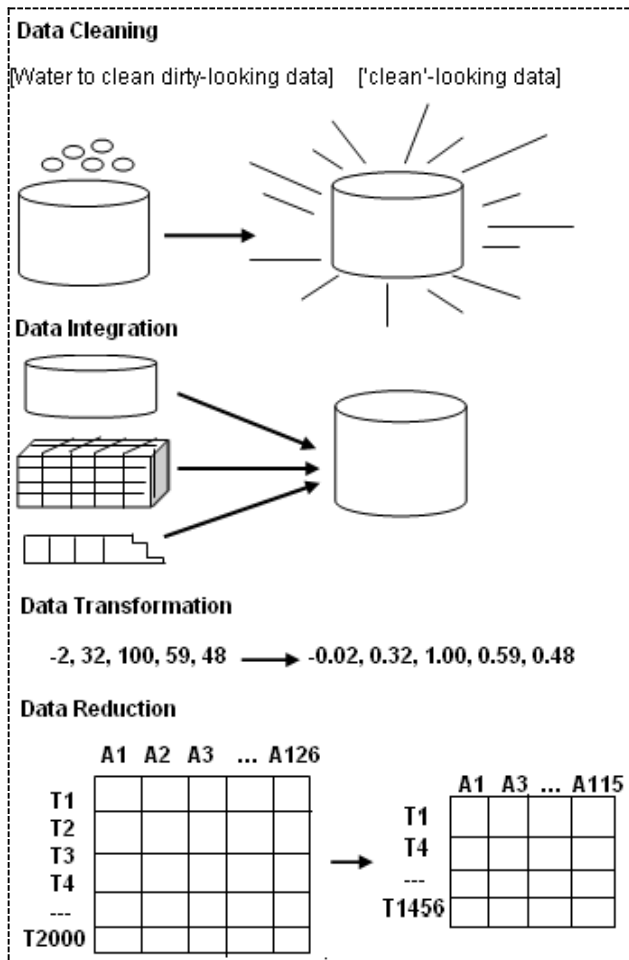 Data Cleaning
[Water to clean dirty-looking data] ['clean'-looking data]
Data Integration
Data Transformation
-2, 32, 100, 59, 48 -0.02, 0.32, 1.00, 0.59, 0.48
Data Reduction
A1 A2 A3 ... A126
T1
T2
T3
T4
---
T2000
A1 A3 ... A115
T1
T4
---
T1456